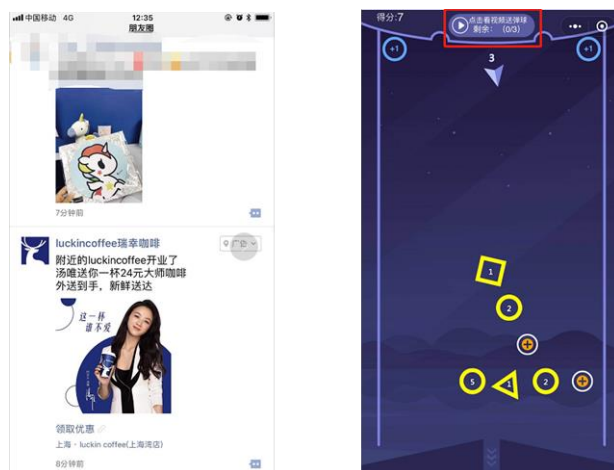 中国移动 4G
12:35
朋友圈
7分钟前
luckincoffee瑞幸咖啡
广告
附近的luckincoffee开业了
汤唯送你一杯24元大师咖啡
外送到手，新鲜送达
这一杯
谁不爱
领取优惠
上海·luckin coffee(上海湾店)
8分钟前
得分:7
点击看视频送弹球
剩余: (0/3)
+1
+1
3
1
2
5
1
2